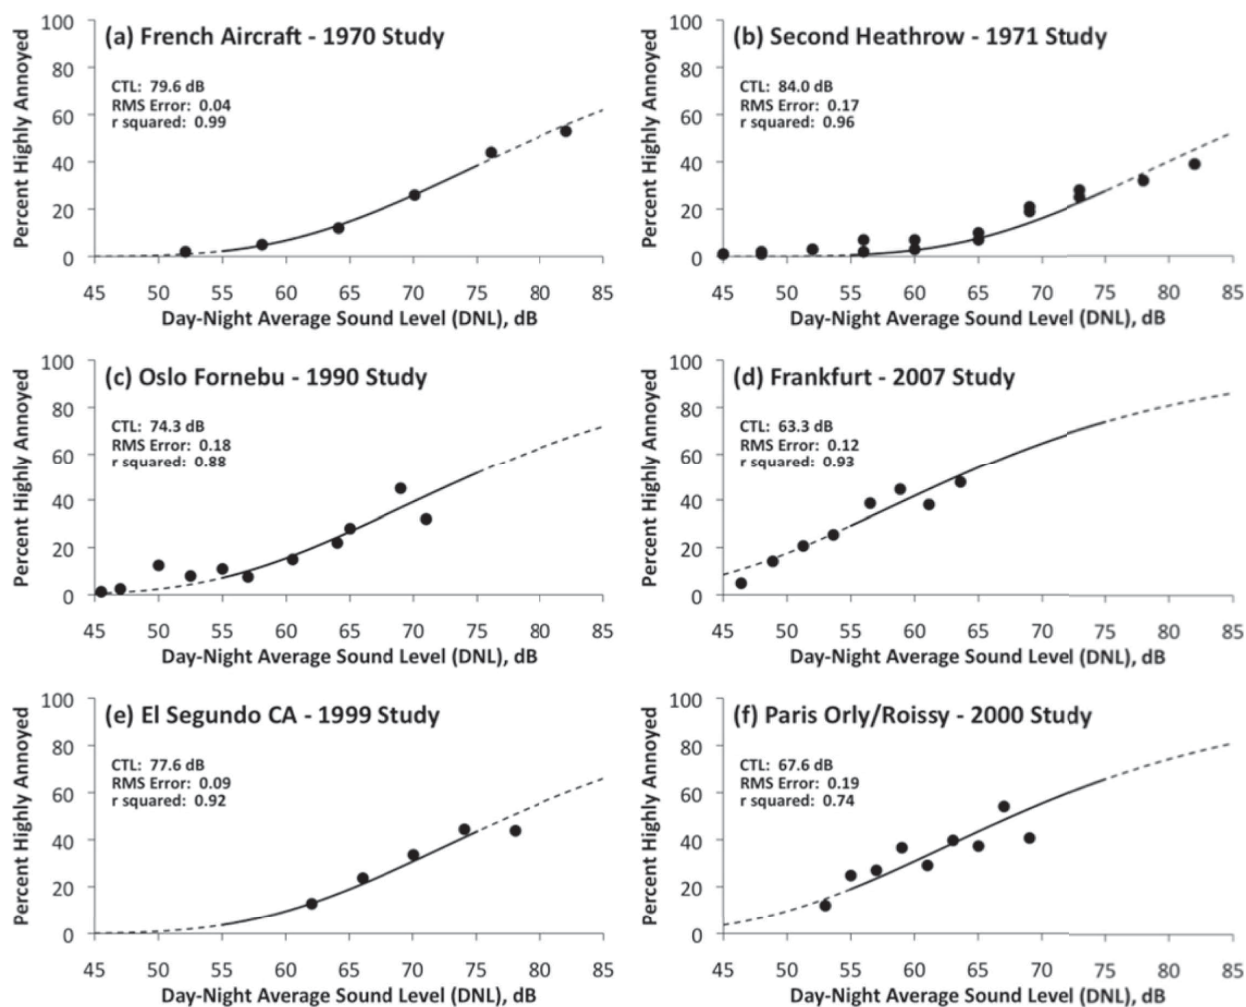 (a) French Aircraft - 1970 Study
CTL: 79.6 dB
RMS Error: 0.04
r squared: 0.99
Percent Highly Annoyed
100
80
60
40
20
0
45 50 55 60 65 70 75 80 85
Day-Night Average Sound Level (DNL), dB
(b) Second Heathrow - 1971 Study
CTL: 84.0 dB
RMS Error: 0.17
r squared: 0.96
Percent Highly Annoyed
100
80
60
40
20
0
45 50 55 60 65 70 75 80 85
Day-Night Average Sound Level (DNL), dB
(c) Oslo Fornebu - 1990 Study
CTL: 74.3 dB
RMS Error: 0.18
r squared: 0.88
Percent Highly Annoyed
100
80
60
40
20
0
45 50 55 60 65 70 75 80 85
Day-Night Average Sound Level (DNL), dB
(d) Frankfurt - 2007 Study
CTL: 63.3 dB
RMS Error: 0.12
r squared: 0.93
Percent Highly Annoyed
100
80
60
40
20
0
45 50 55 60 65 70 75 80 85
Day-Night Average Sound Level (DNL), dB
(e) El Segundo CA - 1999 Study
CTL: 77.6 dB
RMS Error: 0.09
r squared: 0.92
Percent Highly Annoyed
100
80
60
40
20
0
45 50 55 60 65 70 75 80 85
Day-Night Average Sound Level (DNL), dB
(f) Paris Orly/Roissy - 2000 Study
CTL: 67.6 dB
RMS Error: 0.19
r squared: 0.74
Percent Highly Annoyed
100
80
60
40
20
0
45 50 55 60 65 70 75 80 85
Day-Night Average Sound Level (DNL), dB